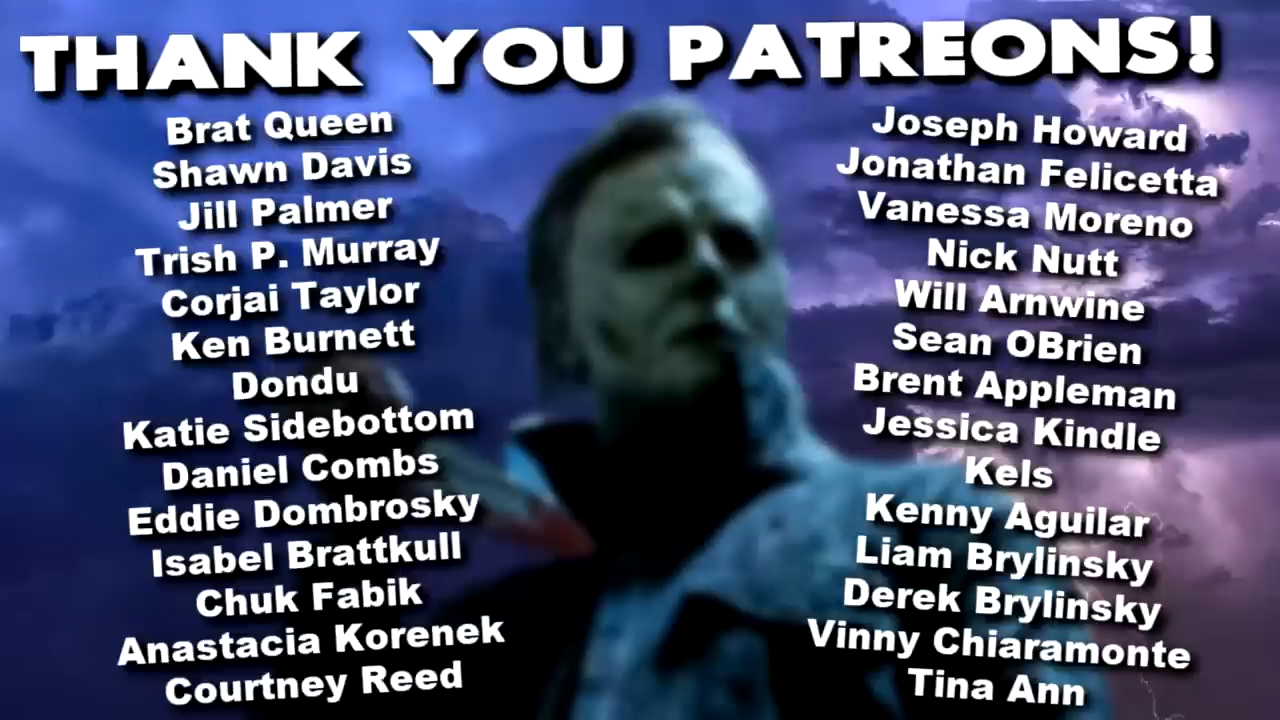 THANK YOU PATREONS!
Brat Queen
Shawn Davis
Jill Palmer
Trish P. Murray
Corjai Taylor
Ken Burnett
Dondu
Katie Sidebottom
Daniel Combs
Eddie Dombrosky
Isabel Brattkull
Chuk Fabik
Anastacia Korenek
Courtney Reed
Joseph Howard
Jonathan Felicetta
Vanessa Moreno
Nick Nutt
Will Arnwine
Sean OBrien
Brent Appleman
Jessica Kindle
Kels
Kenny Aguilar
Liam Brylinsky
Derek Brylinsky
Vinny Chiaramonte
Tina Ann